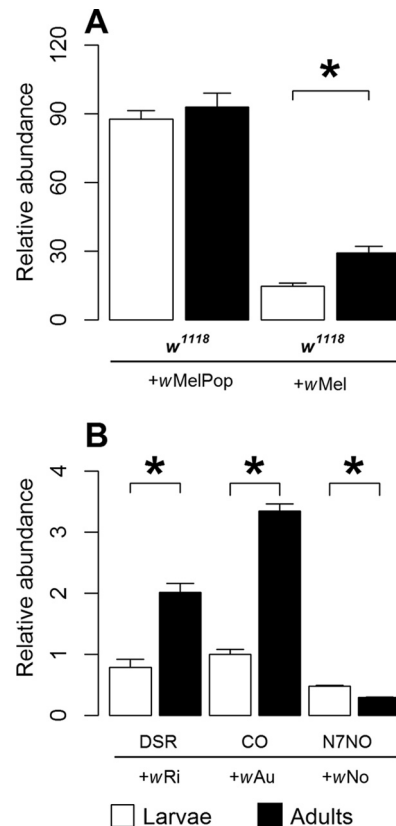 A
Relative abundance
120
90
60
30
0
*
w1118 w1118
+wMelPop +wMel
B
Relative abundance
4
3
2
1
0
* * *
DSR CO N7NO
+wRi +wAu +wNo
Larvae Adults